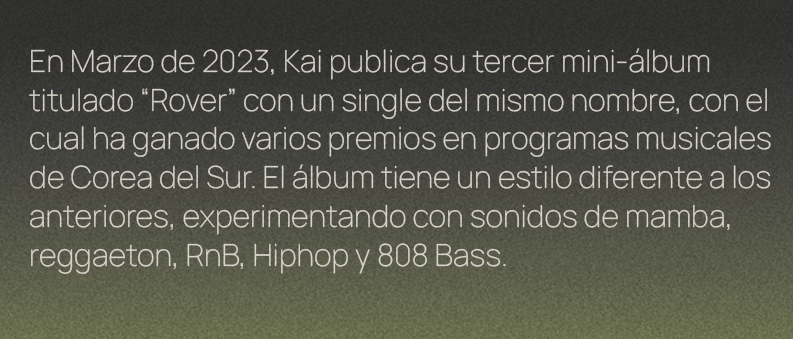 En Marzo de 2023, Kai publica su tercer mini-álbum
titulado “Rover” con un single del mismo nombre, con el
cual ha ganado varios premios en programas musicales
de Corea del Sur. El álbum tiene un estilo diferente a los
anteriores, experimentando con sonidos de mamba,
reggaeton, RnB, Hiphop y 808 Bass.